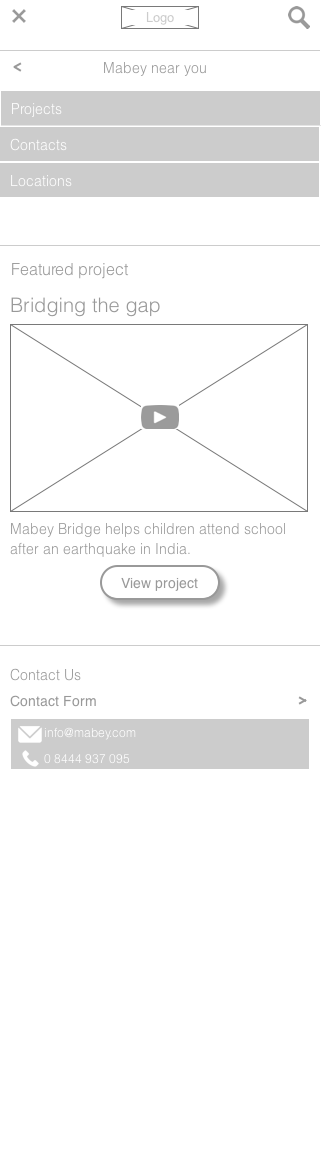 Logo
< Mabey near you
Projects
Contacts
Locations
Featured project
Bridging the gap
Mabey Bridge helps children attend school
after an earthquake in India.
View project
Contact Us
Contact Form >
info@mabey.com
0 8444 937 095